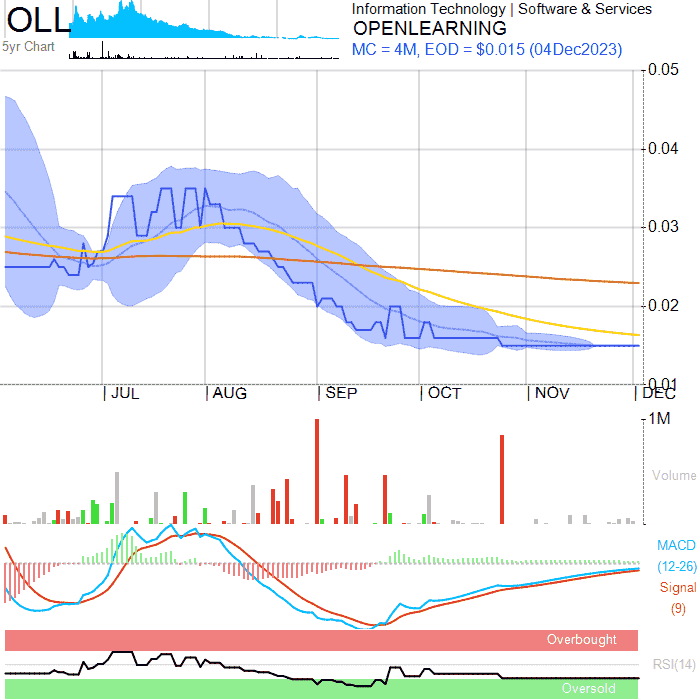 OLL
5yr Chart
Information Technology | Software & Services
OPENLEARNING
MC = 4M, EOD = $0.015 (04Dec2023)
0.05
0.04
0.03
0.02
0.01
| JUL | AUG | SEP | OCT | NOV | DEC
1M
Volume
MACD
(12-26)
Signal
(9)
Overbought
RSI(14)
Oversold